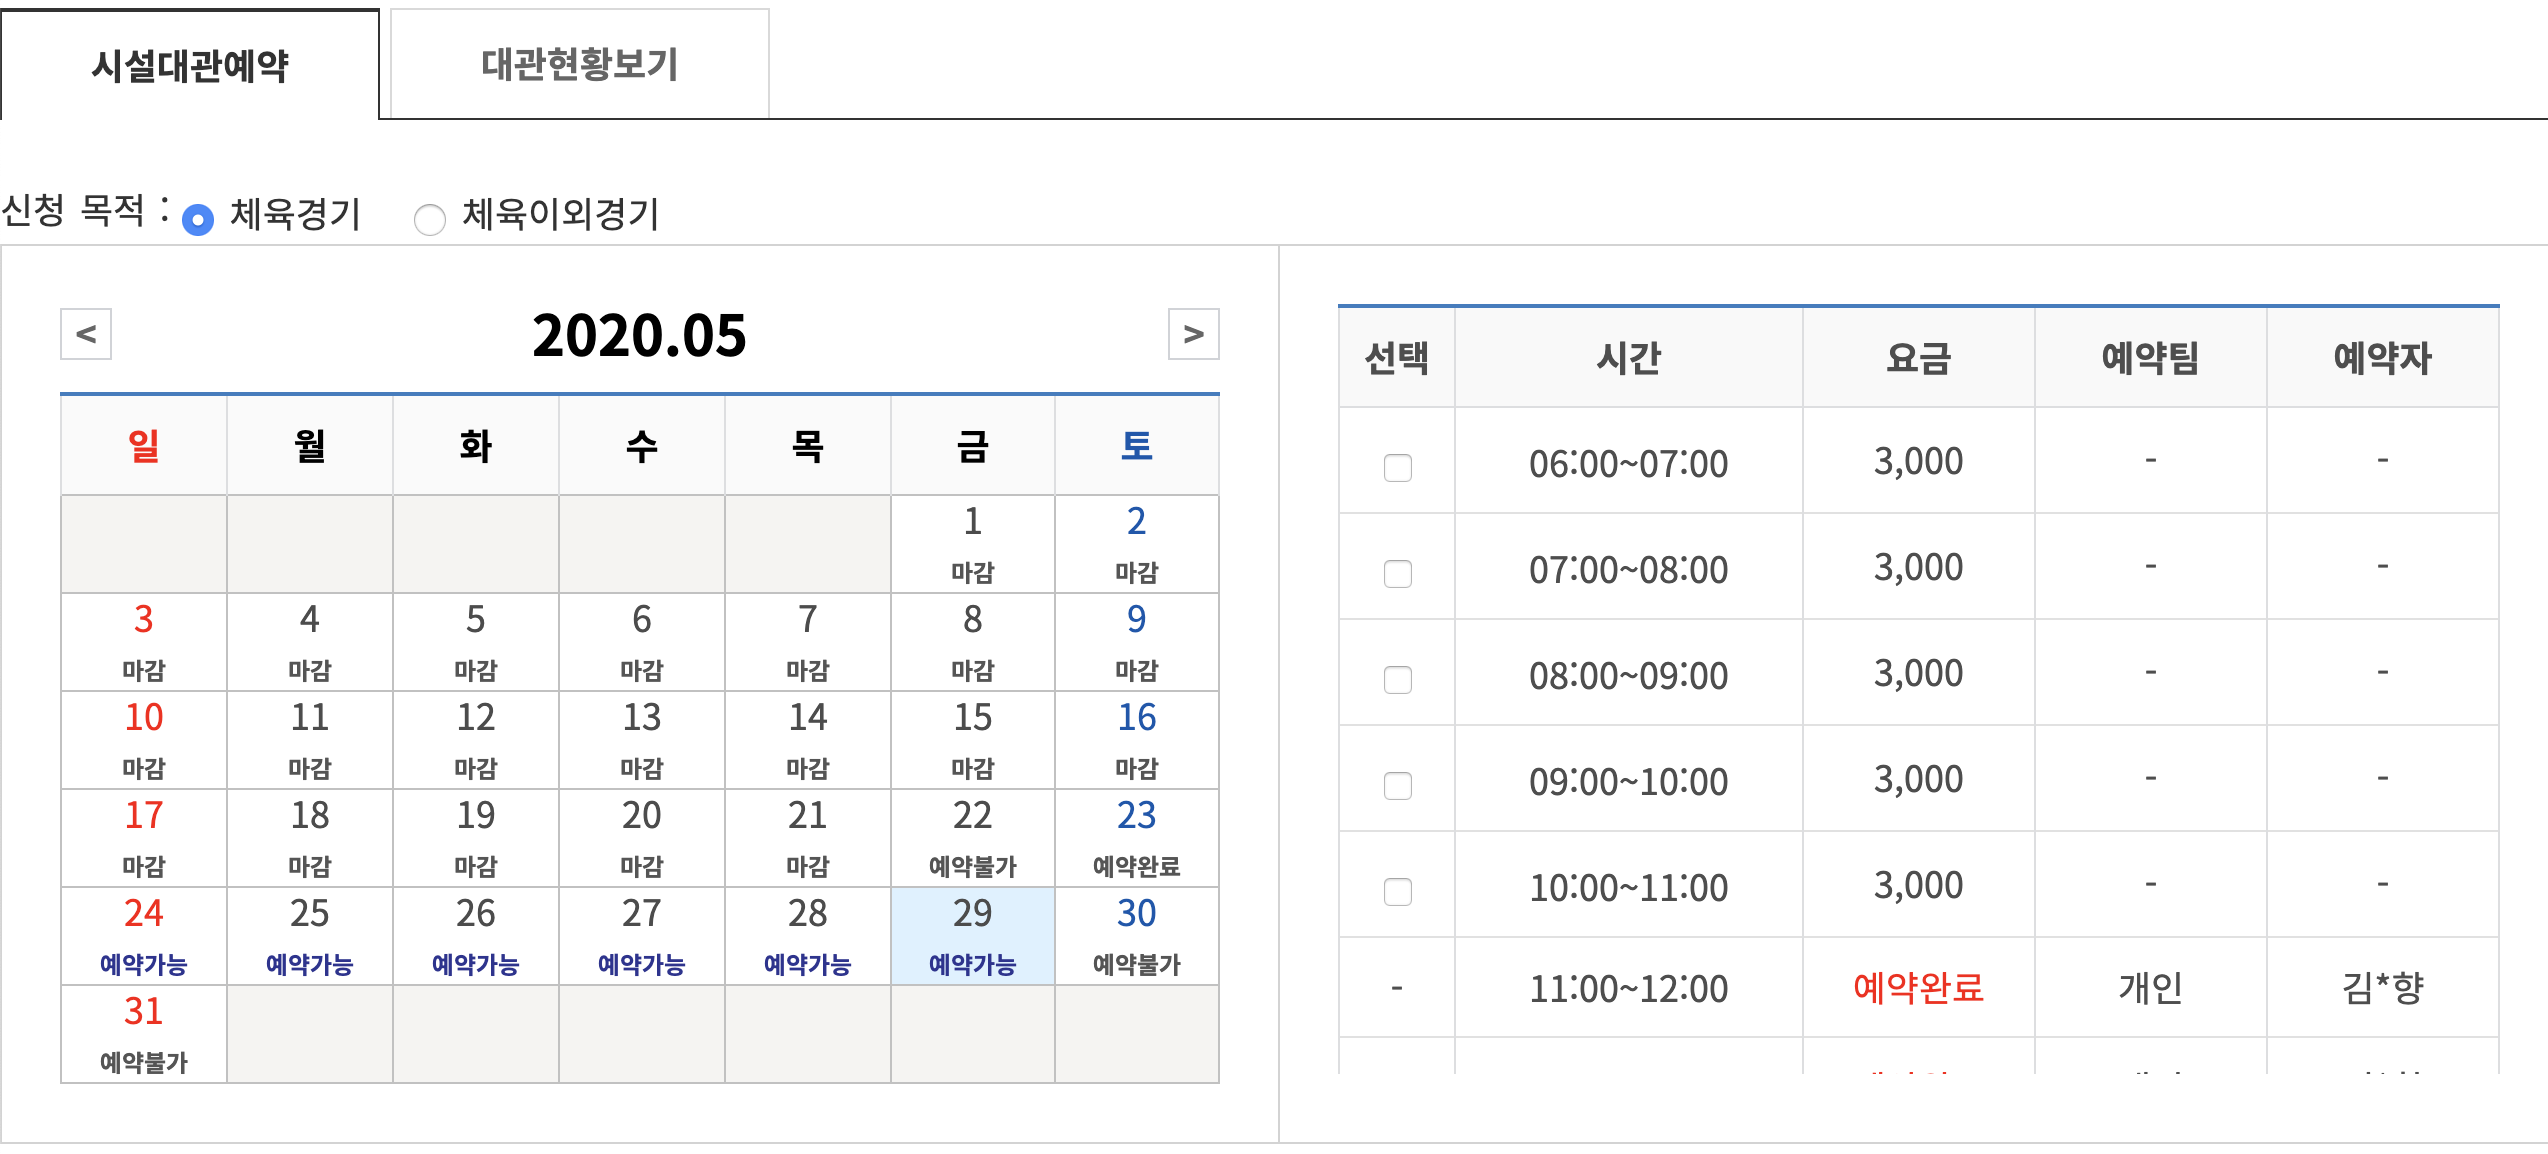 시설대관예약 대관현황보기
신청 목적 : 체육경기 체육이외경기
< 2020.05 >
일 월 화 수 목 금 토
1 2
마감 마감
3 4 5 6 7 8 9
마감 마감 마감 마감 마감 마감 마감
10 11 12 13 14 15 16
마감 마감 마감 마감 마감 마감 마감
17 18 19 20 21 22 23
마감 마감 마감 마감 마감 예약불가 예약완료
24 25 26 27 28 29 30
예약가능 예약가능 예약가능 예약가능 예약가능 예약가능 예약불가
31
예약불가
선택 시간 요금 예약팀 예약자
06:00~07:00 3,000 - -
07:00~08:00 3,000 - -
08:00~09:00 3,000 - -
09:00~10:00 3,000 - -
10:00~11:00 3,000 - -
- 11:00~12:00 예약완료 개인 김*향